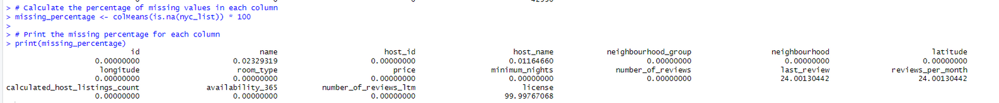 > # Calculate the percentage of missing values in each column
> missing_percentage <- colMeans(is.na(nyc_list)) * 100
>
> # Print the missing percentage for each column
> print(missing_percentage)
id name host_id host_name neighbourhood_group neighbourhood latitude
0.00000000 0.02329319 0.00000000 0.01164660 0.00000000 0.00000000 0.00000000
longitude room_type price minimum_nights number_of_reviews last_review reviews_per_month
0.00000000 0.00000000 0.00000000 0.00000000 0.00000000 24.00130442 24.00130442
calculated_host_listings_count availability_365 number_of_reviews_ltm license
0.00000000 0.00000000 0.00000000 99.99767068